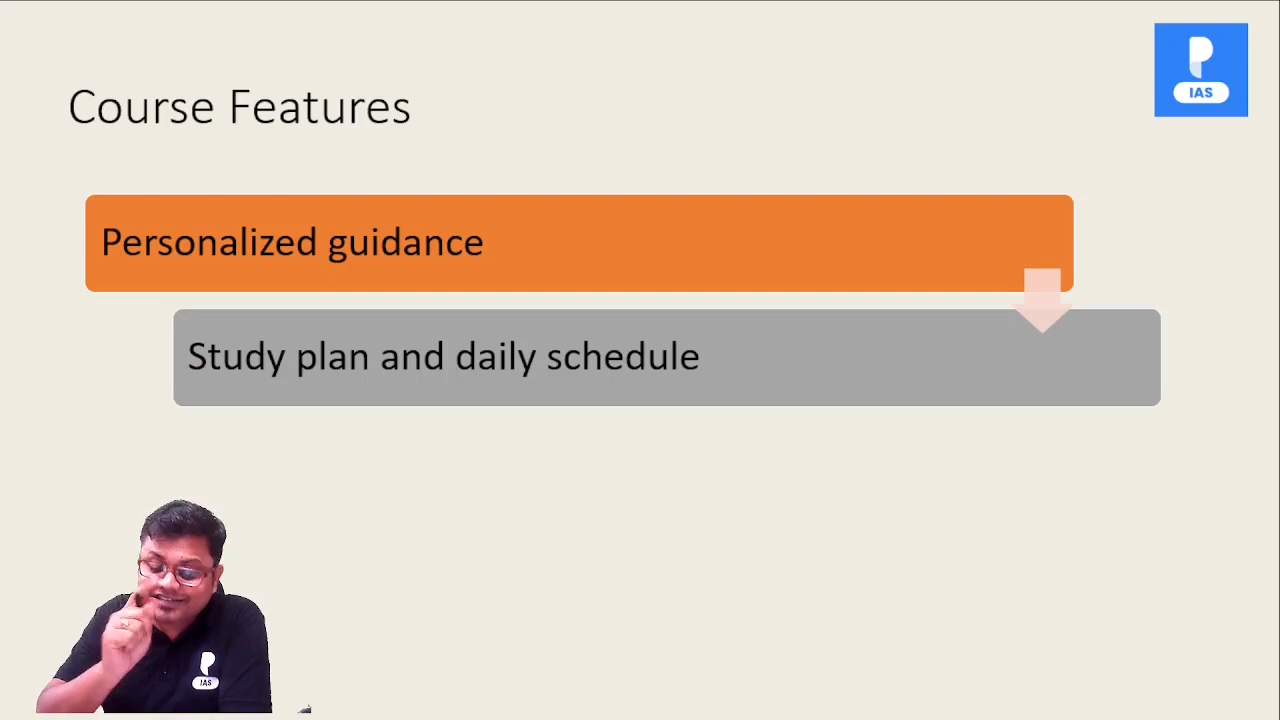 Course Features
IAS
Personalized guidance
Study plan and daily schedule
IAS